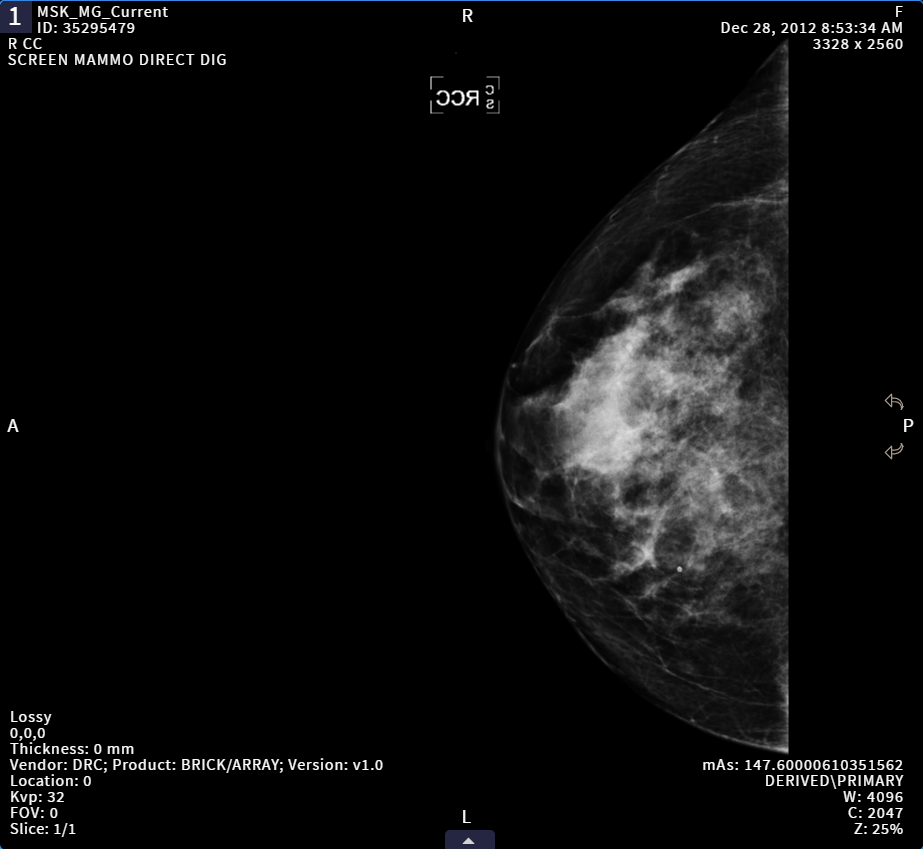 1
MSK_MG_Current
ID: 35295479
R CC
SCREEN MAMMO DIRECT DIG
R
F
Dec 28, 2012 8:53:34 AM
3328 x 2560
RCC
CS
A
P
Lossy
0,0,0
Thickness: 0 mm
Vendor: DRC; Product: BRICK/ARRAY; Version: v1.0
Location: 0
Kvp: 32
FOV: 0
Slice: 1/1
L
mAs: 147.60000610351562
DERIVED\PRIMARY
W: 4096
C: 2047
Z: 25%